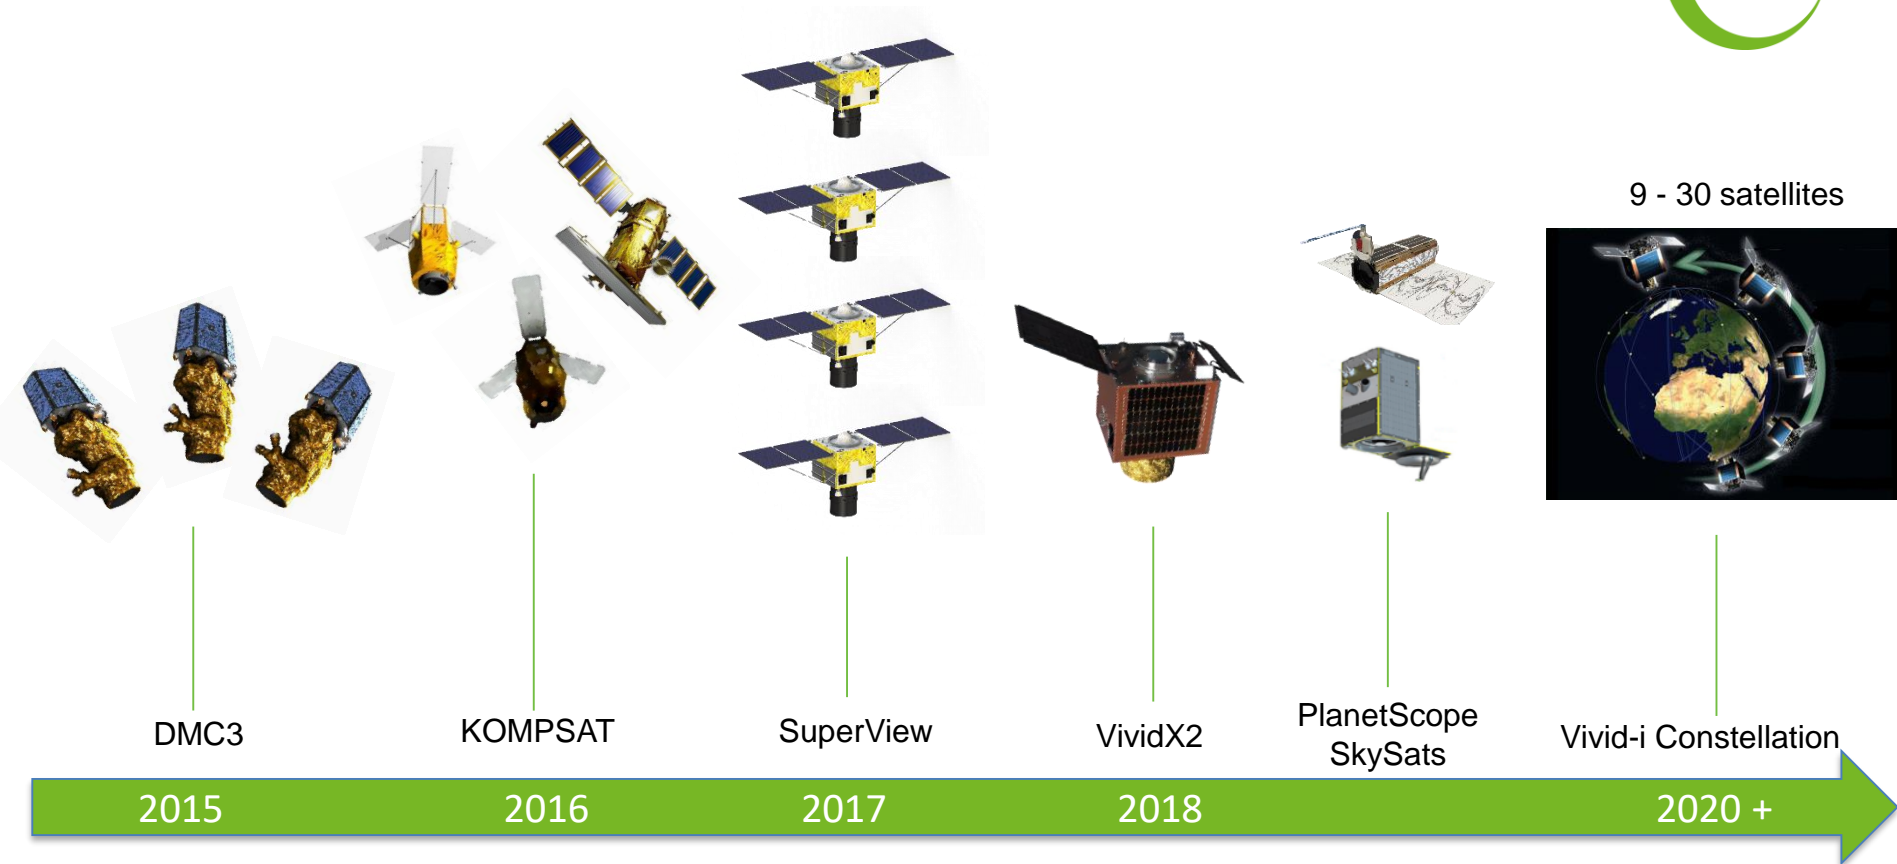 9 - 30 satellites
DMC3
KOMPSAT
SuperView
VividX2
PlanetScope
SkySats
Vivid-i Constellation
2015
2016
2017
2018
2020 +